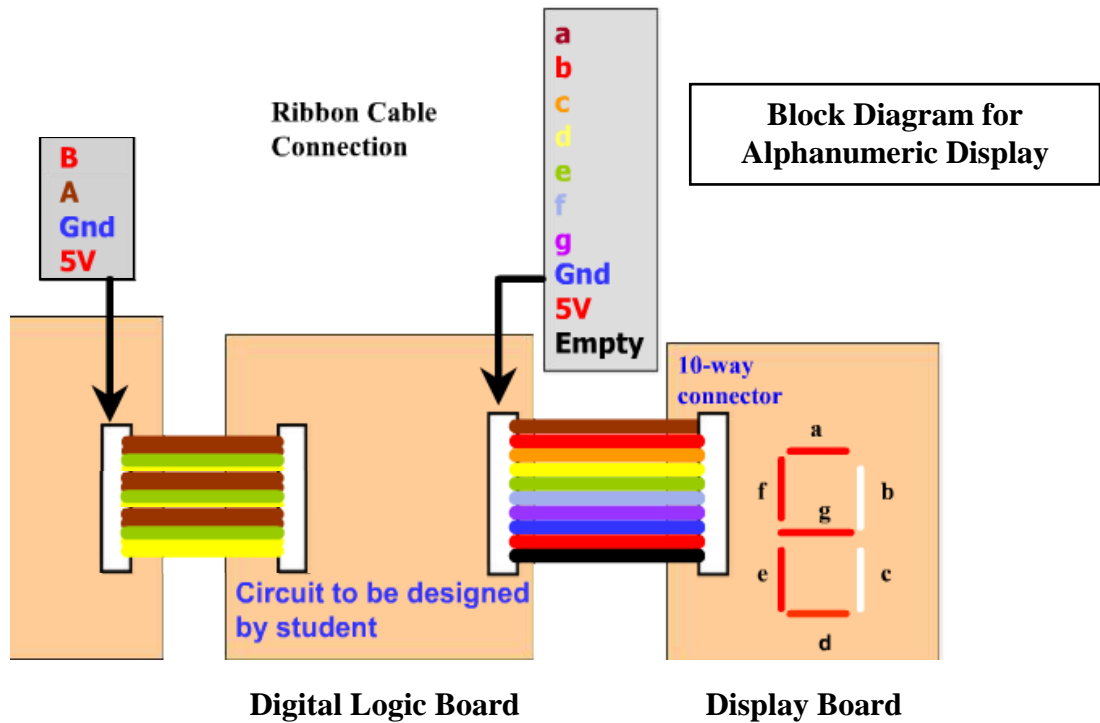 a
b
c
d
e
f
g
Gnd
5V
Empty
Ribbon Cable
Connection
Block Diagram for
Alphanumeric Display
B
A
Gnd
5V
10-way
connector
a
f
b
g
e
c
d
Circuit to be designed
by student
Digital Logic Board
Display Board